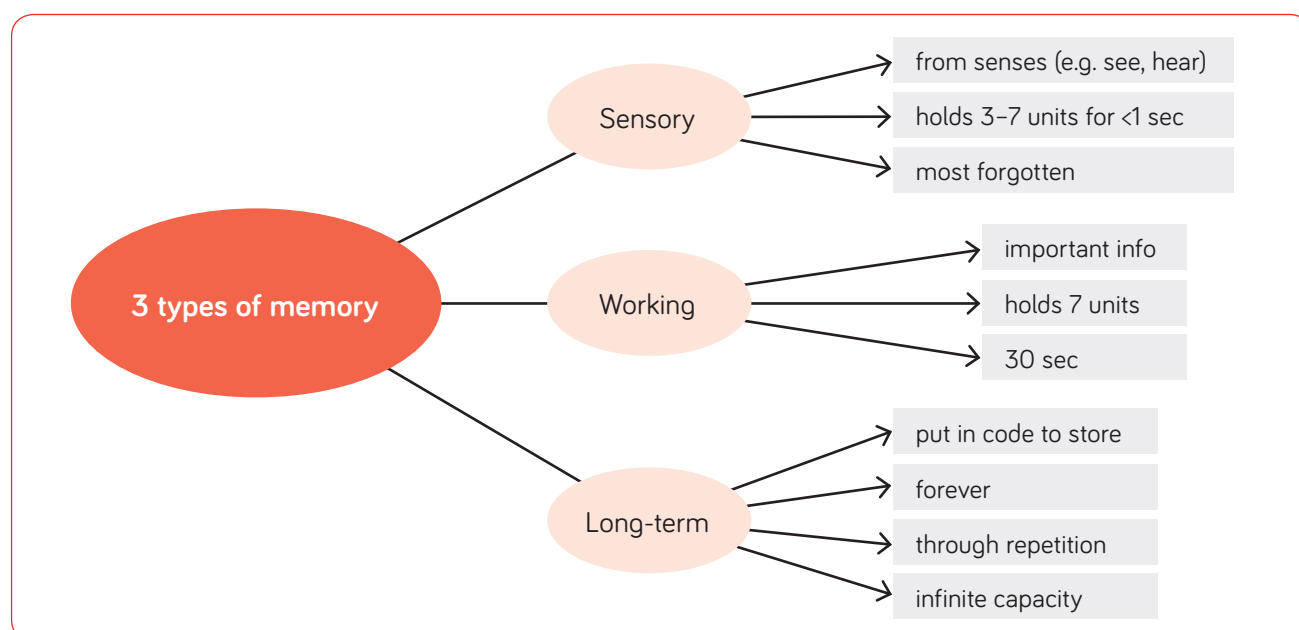 3 types of memory
Sensory
from senses (e.g. see, hear)
holds 3–7 units for <1 sec
most forgotten
Working
important info
holds 7 units
30 sec
Long-term
put in code to store
forever
through repetition
infinite capacity